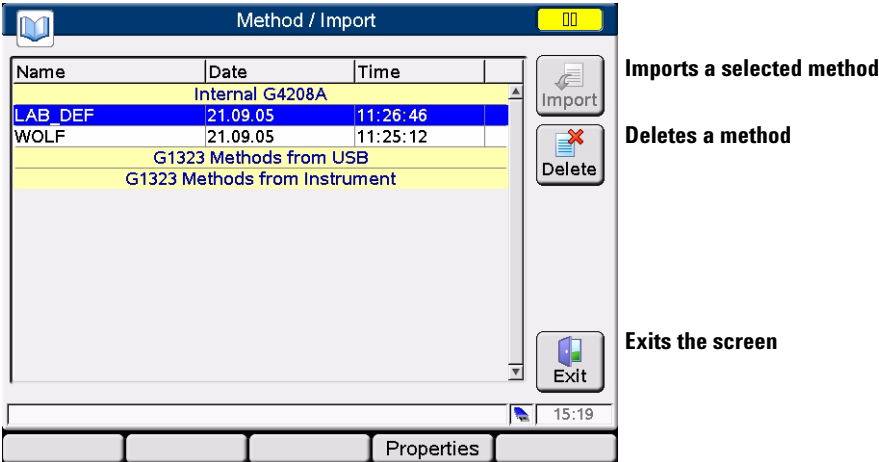 Method / Import
Name Date Time
Internal G4208A
LAB_DEF 21.09.05 11:26:46
WOLF 21.09.05 11:25:12
G1323 Methods from USB
G1323 Methods from Instrument
Import
Imports a selected method
Delete
Deletes a method
Exit
Exits the screen
15:19
Properties